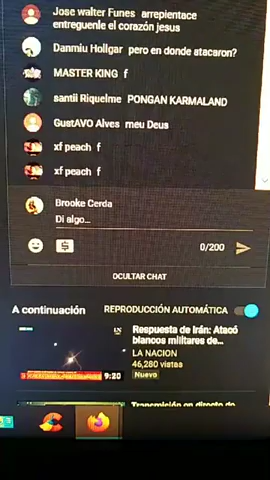 Jose walter Funes arrepientace
entreguenle el corazón jesus
Danmiu Hollgar pero en donde atacaron?
MASTER KING f
santii Riquelme PONGAN KARMALAND
GustAVO Alves meu Deus
xf peach f
xf peach f
Brooke Cerda
Di algo...
0/200
OCULTAR CHAT
A continuación REPRODUCCIÓN AUTOMÁTICA
Respuesta de Irán: Atacó
blancos militares de...
LA NACION
46,280 vistas
Nuevo
9:20
Transmisión en directo de